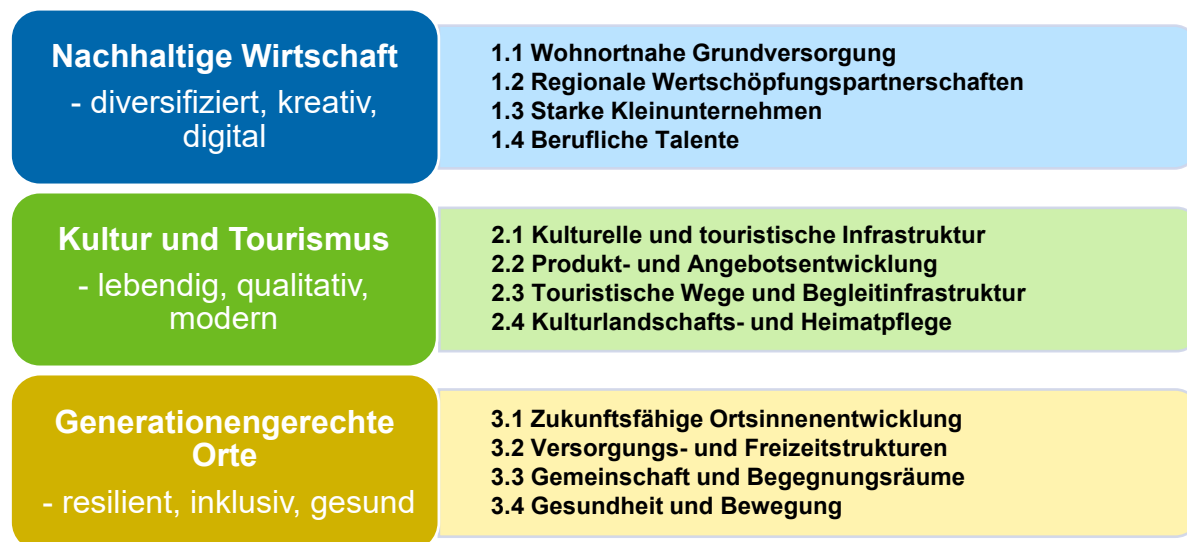 Nachhaltige Wirtschaft
- diversifiziert, kreativ,
digital
1.1 Wohnortnahe Grundversorgung
1.2 Regionale Wertschöpfungspartnerschaften
1.3 Starke Kleinunternehmen
1.4 Berufliche Talente
Kultur und Tourismus
- lebendig, qualitativ,
modern
2.1 Kulturelle und touristische Infrastruktur
2.2 Produkt- und Angebotsentwicklung
2.3 Touristische Wege und Begleitinfrastruktur
2.4 Kulturlandschafts- und Heimatpflege
Generationengerechte
Orte
- resilient, inklusiv, gesund
3.1 Zukunftsfähige Ortsinnenentwicklung
3.2 Versorgungs- und Freizeitstrukturen
3.3 Gemeinschaft und Begegnungsräume
3.4 Gesundheit und Bewegung